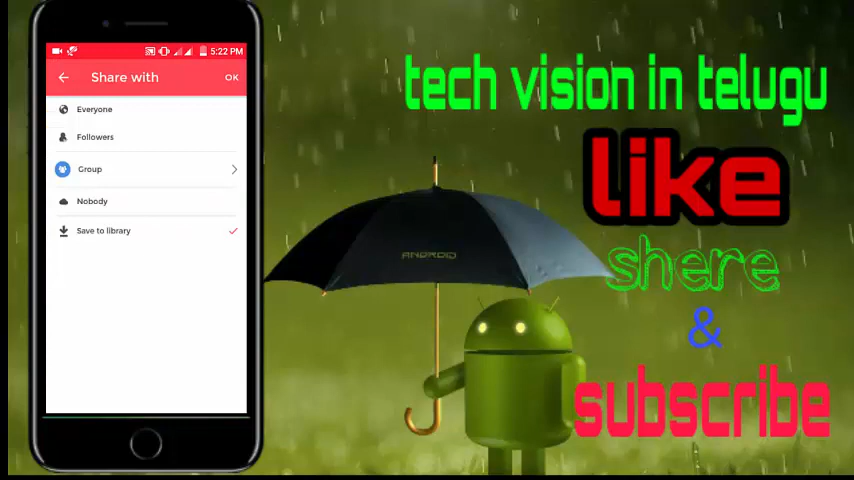 5:22 PM
Share with OK
Everyone
Followers
Group
Nobody
Save to library
tech vision in telugu
like
shere
&
subscribe
ANDROID